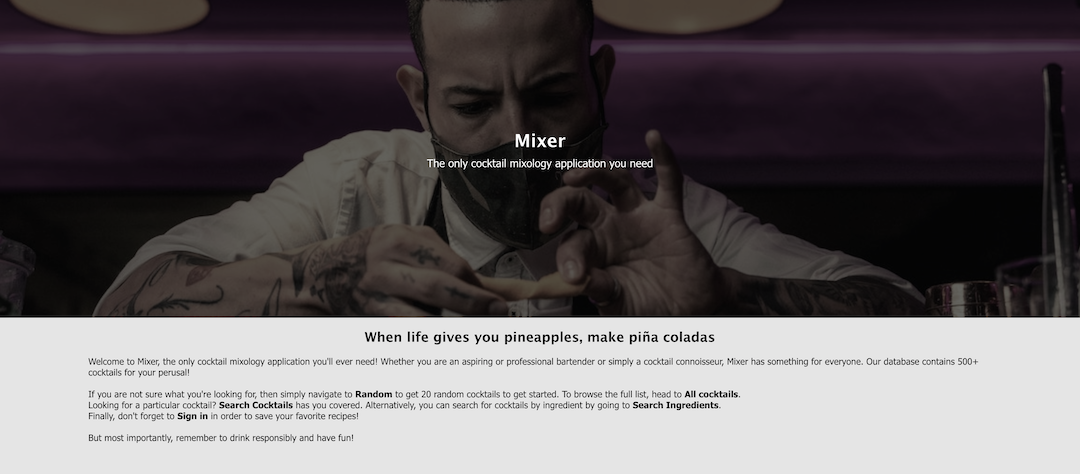 Mixer
The only cocktail mixology application you need
When life gives you pineapples, make piña coladas
Welcome to Mixer, the only cocktail mixology application you'll ever need! Whether you are an aspiring or professional bartender or simply a cocktail connoisseur, Mixer has something for everyone. Our database contains 500+
cocktails for your perusal!
If you are not sure what you're looking for, then simply navigate to Random to get 20 random cocktails to get started. To browse the full list, head to All cocktails.
Looking for a particular cocktail? Search Cocktails has you covered. Alternatively, you can search for cocktails by ingredient by going to Search Ingredients.
Finally, don't forget to Sign in in order to save your favorite recipes!
But most importantly, remember to drink responsibly and have fun!